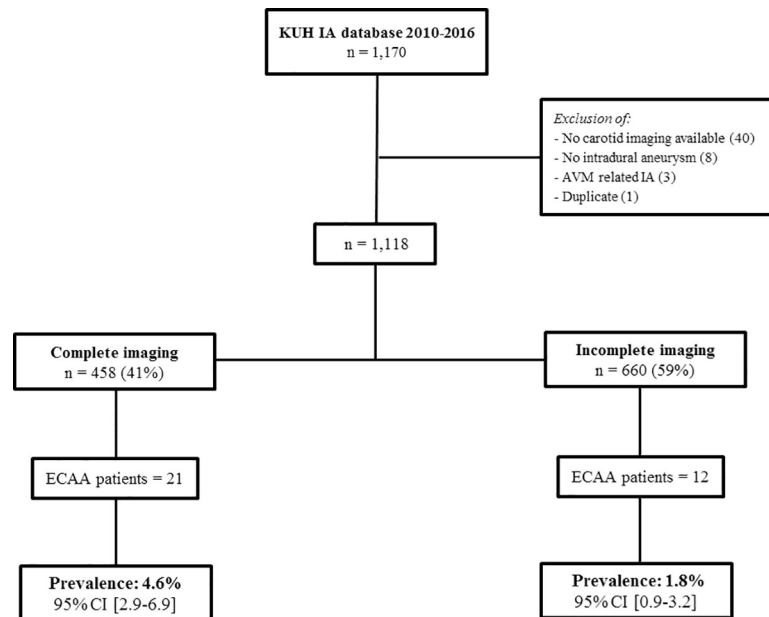 KUH IA database 2010-2016
n = 1,170
Exclusion of:
- No carotid imaging available (40)
- No intradural aneurysm (8)
- AVM related IA (3)
- Duplicate (1)
n = 1,118
Complete imaging
n = 458 (41%)
Incomplete imaging
n = 660 (59%)
ECAA patients = 21
ECAA patients = 12
Prevalence: 4.6%
95% CI [2.9-6.9]
Prevalence: 1.8%
95% CI [0.9-3.2]